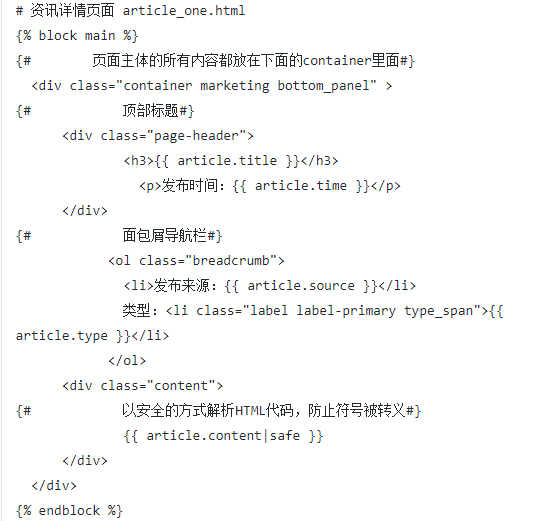 # 资讯详情页面 article_one.html
{% block main %}
{#        页面主体的所有内容都放在下面的container里面#}
  <div class="container marketing bottom_panel" >
{#            顶部标题#}
      <div class="page-header">
              <h3>{{ article.title }}</h3>
                <p>发布时间：{{ article.time }}</p>
      </div>
{#            面包屑导航栏#}
            <ol class="breadcrumb">
              <li>发布来源：{{ article.source }}</li>
              类型：<li class="label label-primary type_span">{{
article.type }}</li>
            </ol>
      <div class="content">
{#            以安全的方式解析HTML代码，防止符号被转义#}
              {{ article.content|safe }}
      </div>
  </div>
{% endblock %}